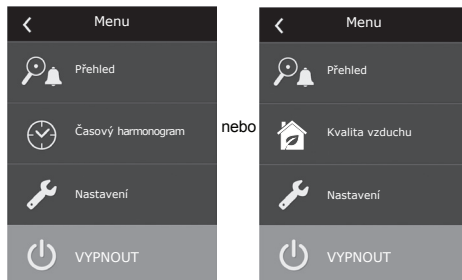 Menu
Přehled
Časový harmonogram
Nastavení
VYPNOUT
nebo
Menu
Přehled
Kvalita vzduchu
Nastavení
VYPNOUT